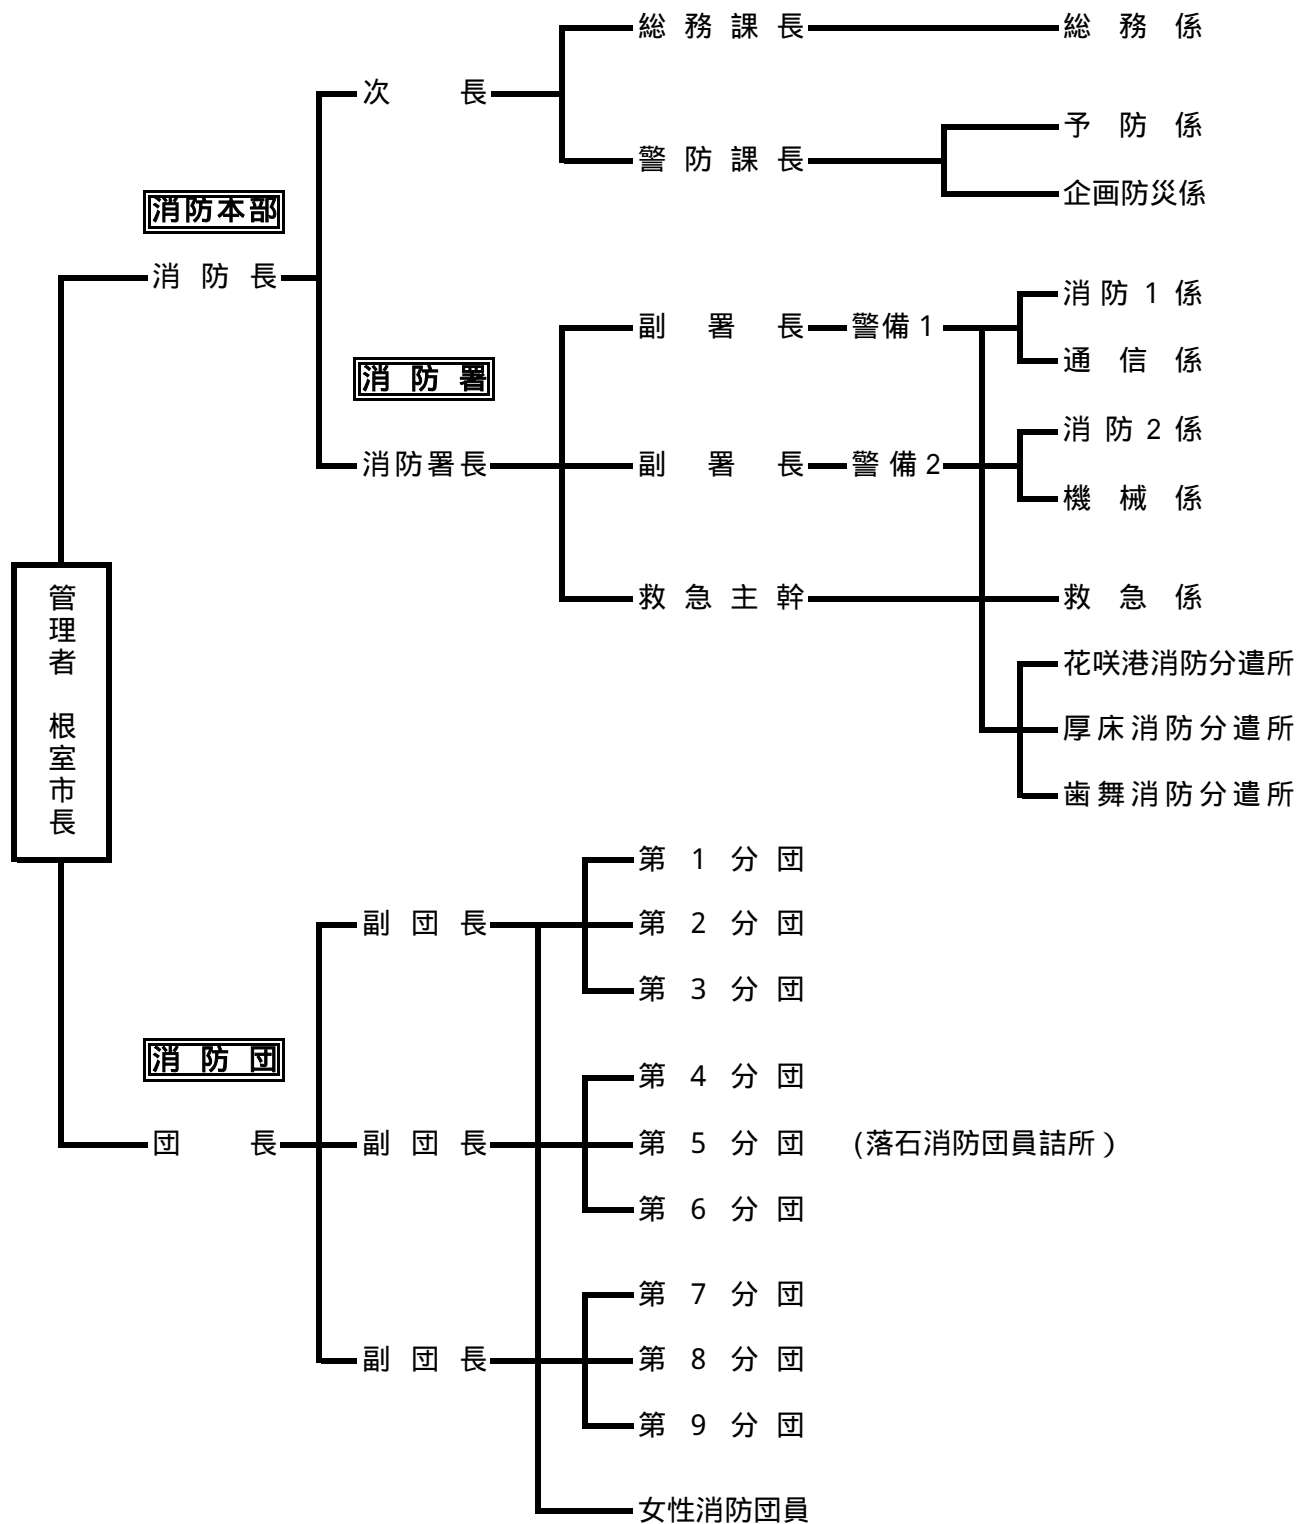 総務課長 総務係
次長
予防係
警防課長
企画防災係
消防本部
消防長
消防1係
副署長 警備1
通信係
消防署
消防2係
消防署長 副署長 警備2
機械係
管理者 根室市長
救急主幹 救急係
花咲港消防分遣所
厚床消防分遣所
歯舞消防分遣所
第1分団
副団長 第2分団
第3分団
消防団
第4分団
団長 副団長 第5分団 (落石消防団員詰所)
第6分団
第7分団
副団長 第8分団
第9分団
女性消防団員